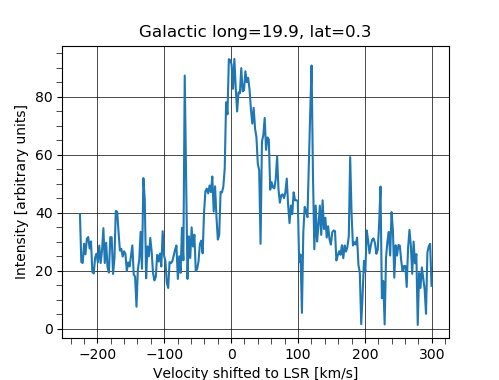 Galactic long=19.9, lat=0.3
Intensity [arbitrary units]
80
60
40
20
0
−200 −100 0 100 200 300
Velocity shifted to LSR [km/s]